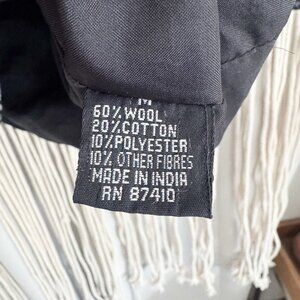 M
60% WOOL
20% COTTON
10% POLYESTER
10% OTHER FIBRES
MADE IN INDIA
RN 87410